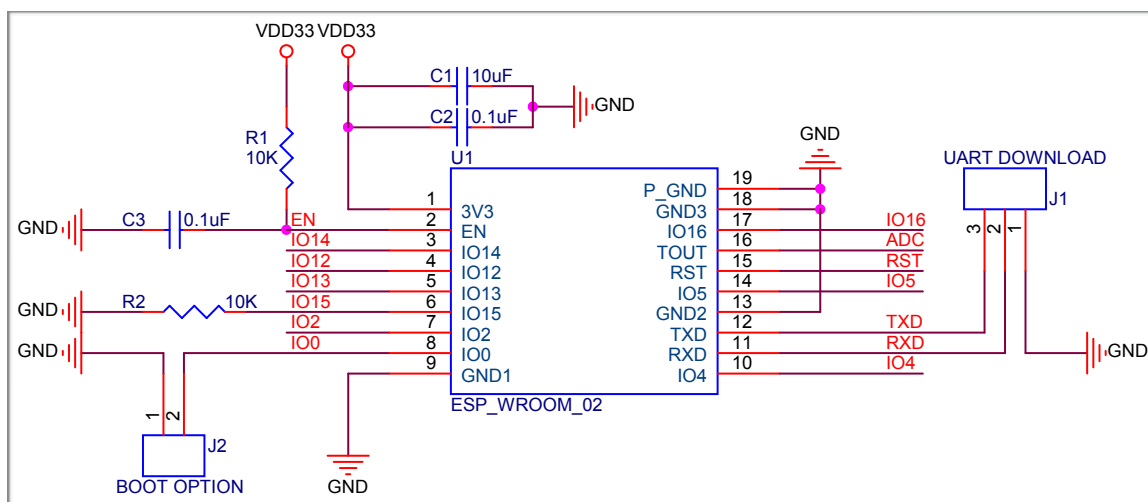 VDD33 VDD33
C1 10uF
GND
C2 0.1uF
R1
10K
U1
GND
UART DOWNLOAD
J1
19 P_GND
1 3V3
18 GND3
GND C3 0.1uF EN 2 EN
17 IO16 IO16
IO14 3 IO14
16 TOUT ADC
IO12 4 IO12
15 RST RST
IO13 5 IO13
14 IO5 IO5
GND R2 10K IO15 6 IO15
13 GND2
IO2 7 IO2
12 TXD TXD
GND IO0 8 IO0
11 RXD RXD
9 GND1
10 IO4 IO4
3 2 1
GND
ESP_WROOM_02
1 2
J2
BOOT OPTION
GND